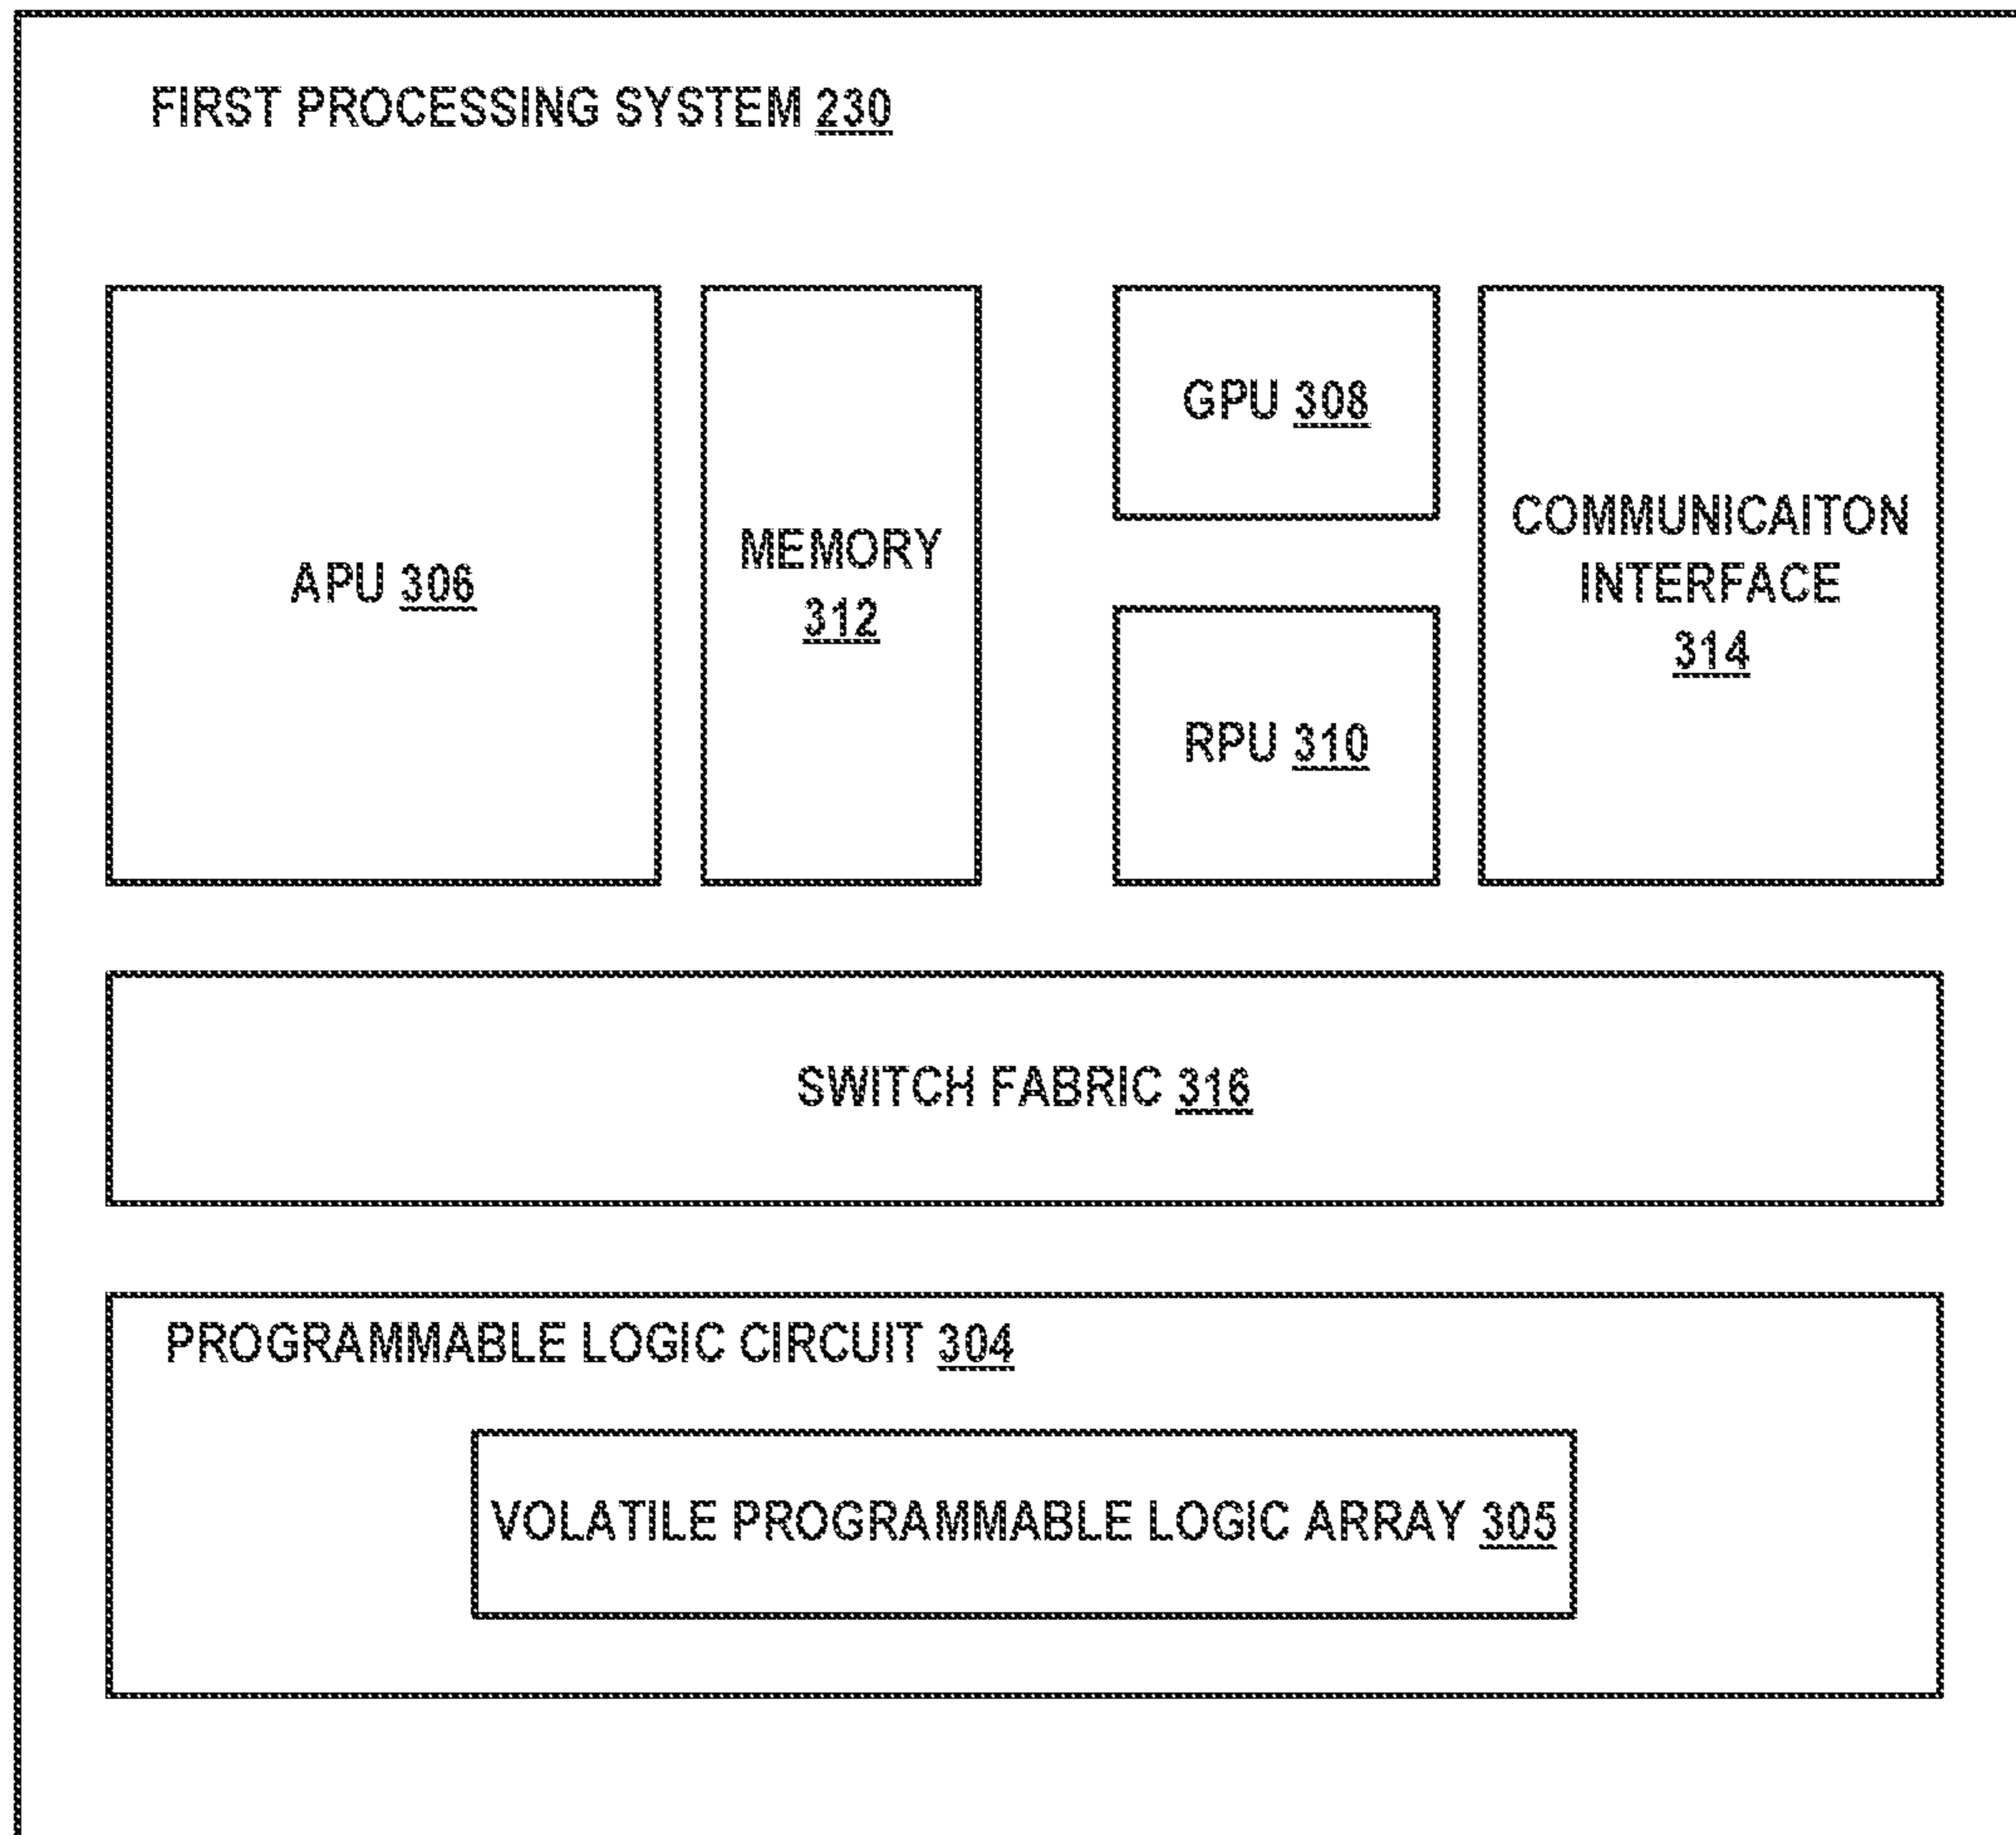 FIRST PROCESSING SYSTEM 230
APU 306
MEMORY
312
GPU 308
RPU 310
COMMUNICAITON
INTERFACE
314
SWITCH FABRIC 316
PROGRAMMABLE LOGIC CIRCUIT 304
VOLATILE PROGRAMMABLE LOGIC ARRAY 305